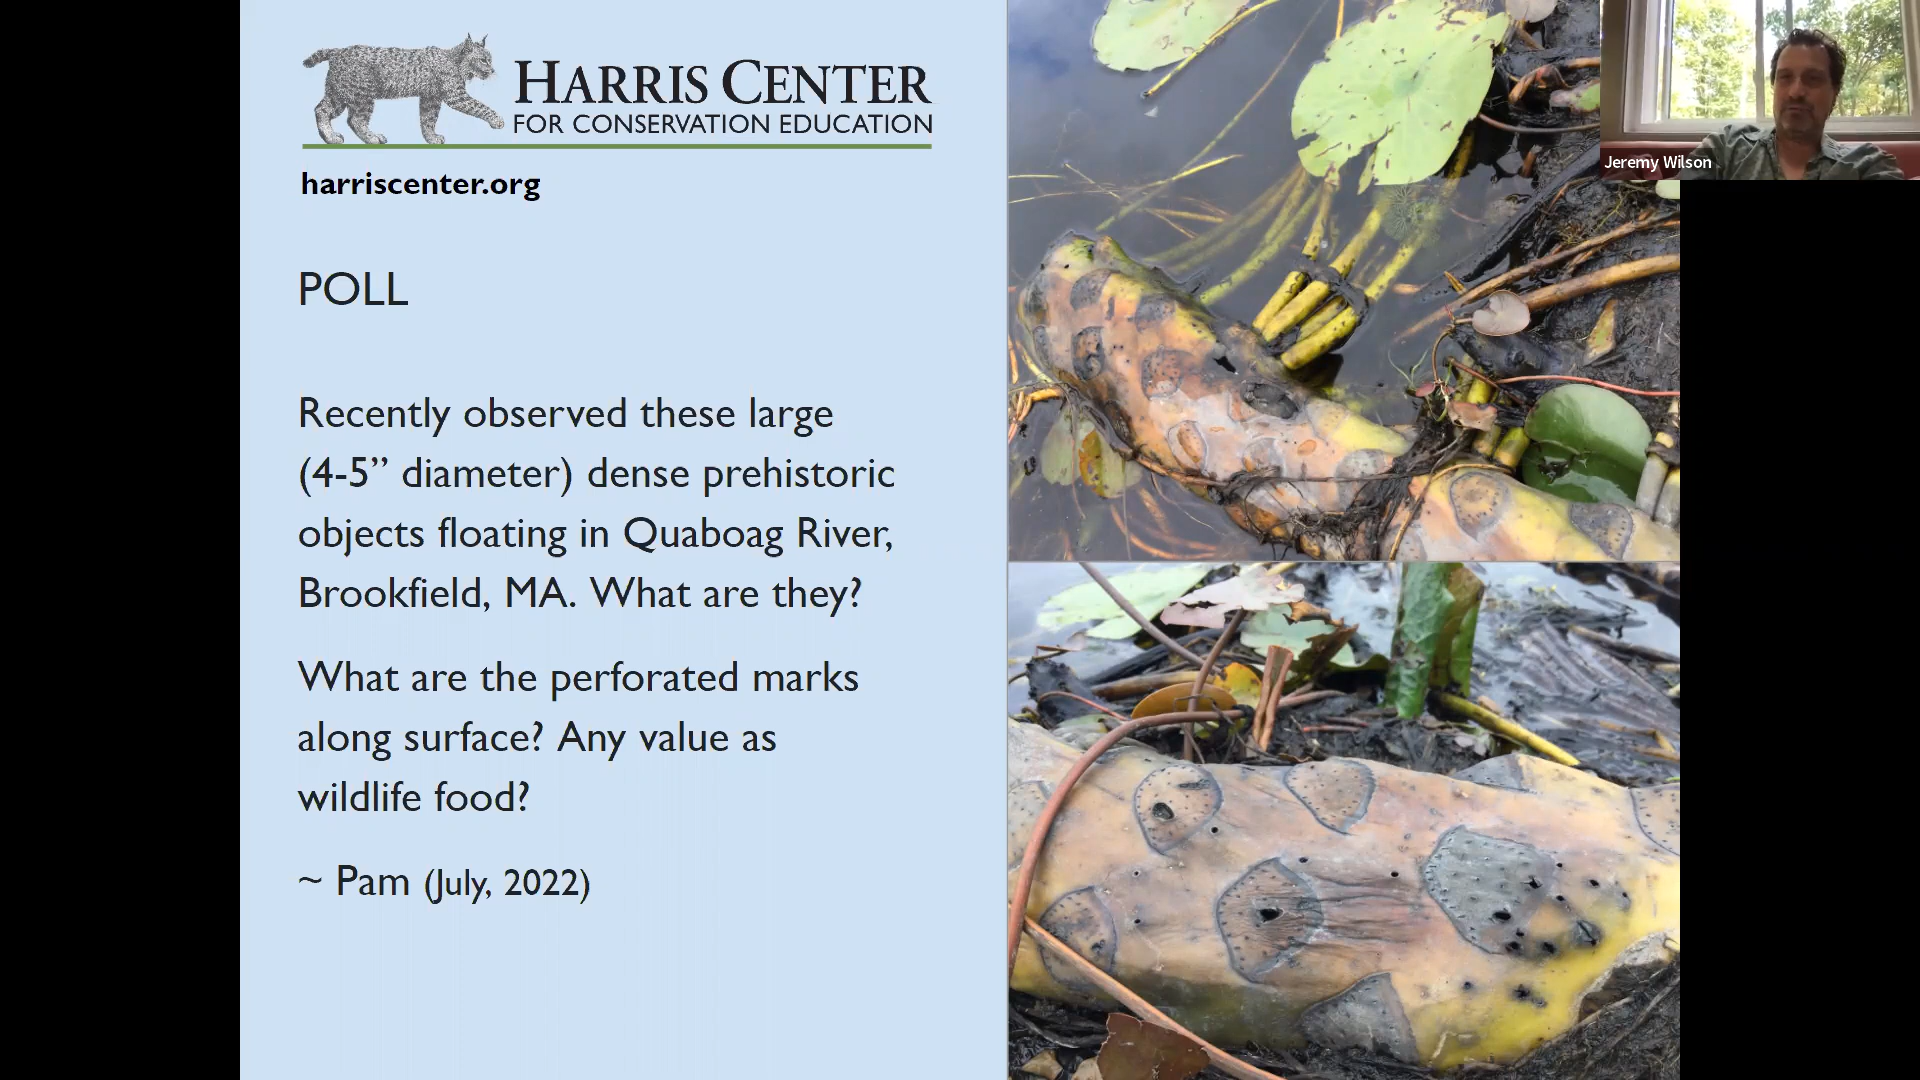 HARRIS CENTER
FOR CONSERVATION EDUCATION
harriscenter.org
POLL
Recently observed these large
(4-5” diameter) dense prehistoric
objects floating in Quaboag River,
Brookfield, MA. What are they?
What are the perforated marks
along surface? Any value as
wildlife food?
~ Pam (July, 2022)
Jeremy Wilson